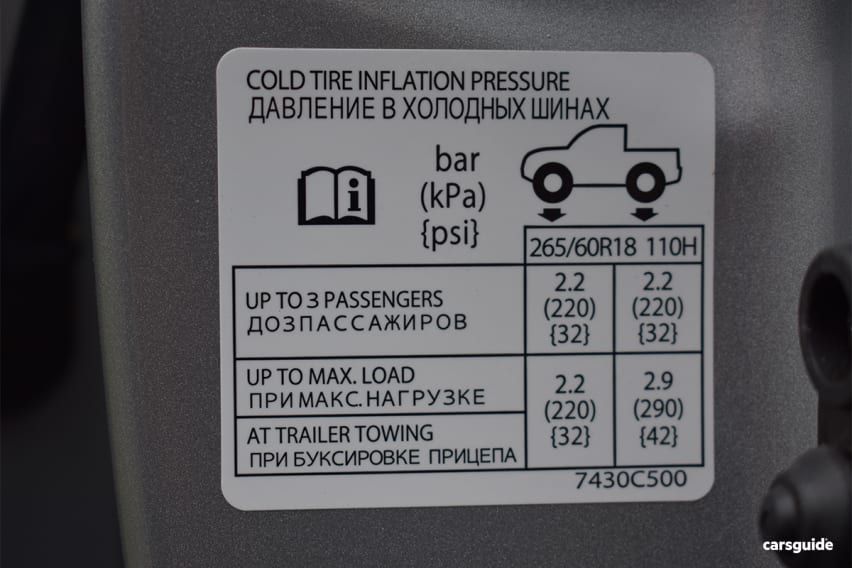 COLD TIRE INFLATION PRESSURE
ДАВЛЕНИЕ В ХОЛОДНЫХ ШИНАХ
bar
(kPa)
{psi}
265/60R18 110H
UP TO 3 PASSENGERS
ДОЗПАССАЖИРОВ
2.2 2.2
(220) (220)
{32} {32}
UP TO MAX. LOAD
ПРИ МАКС. НАГРУЗКЕ
AT TRAILER TOWING
ПРИ БУКСИРОВКЕ ПРИЦЕПА
2.2 2.9
(220) (290)
{32} {42}
7430C500
carsguide